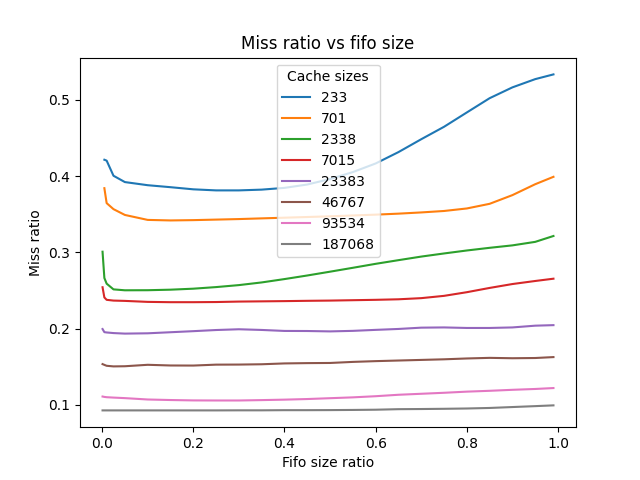 Miss ratio vs fifo size
Cache sizes
233
701
2338
7015
23383
46767
93534
187068
Miss ratio
0.5
0.4
0.3
0.2
0.1
0.0 0.2 0.4 0.6 0.8 1.0
Fifo size ratio